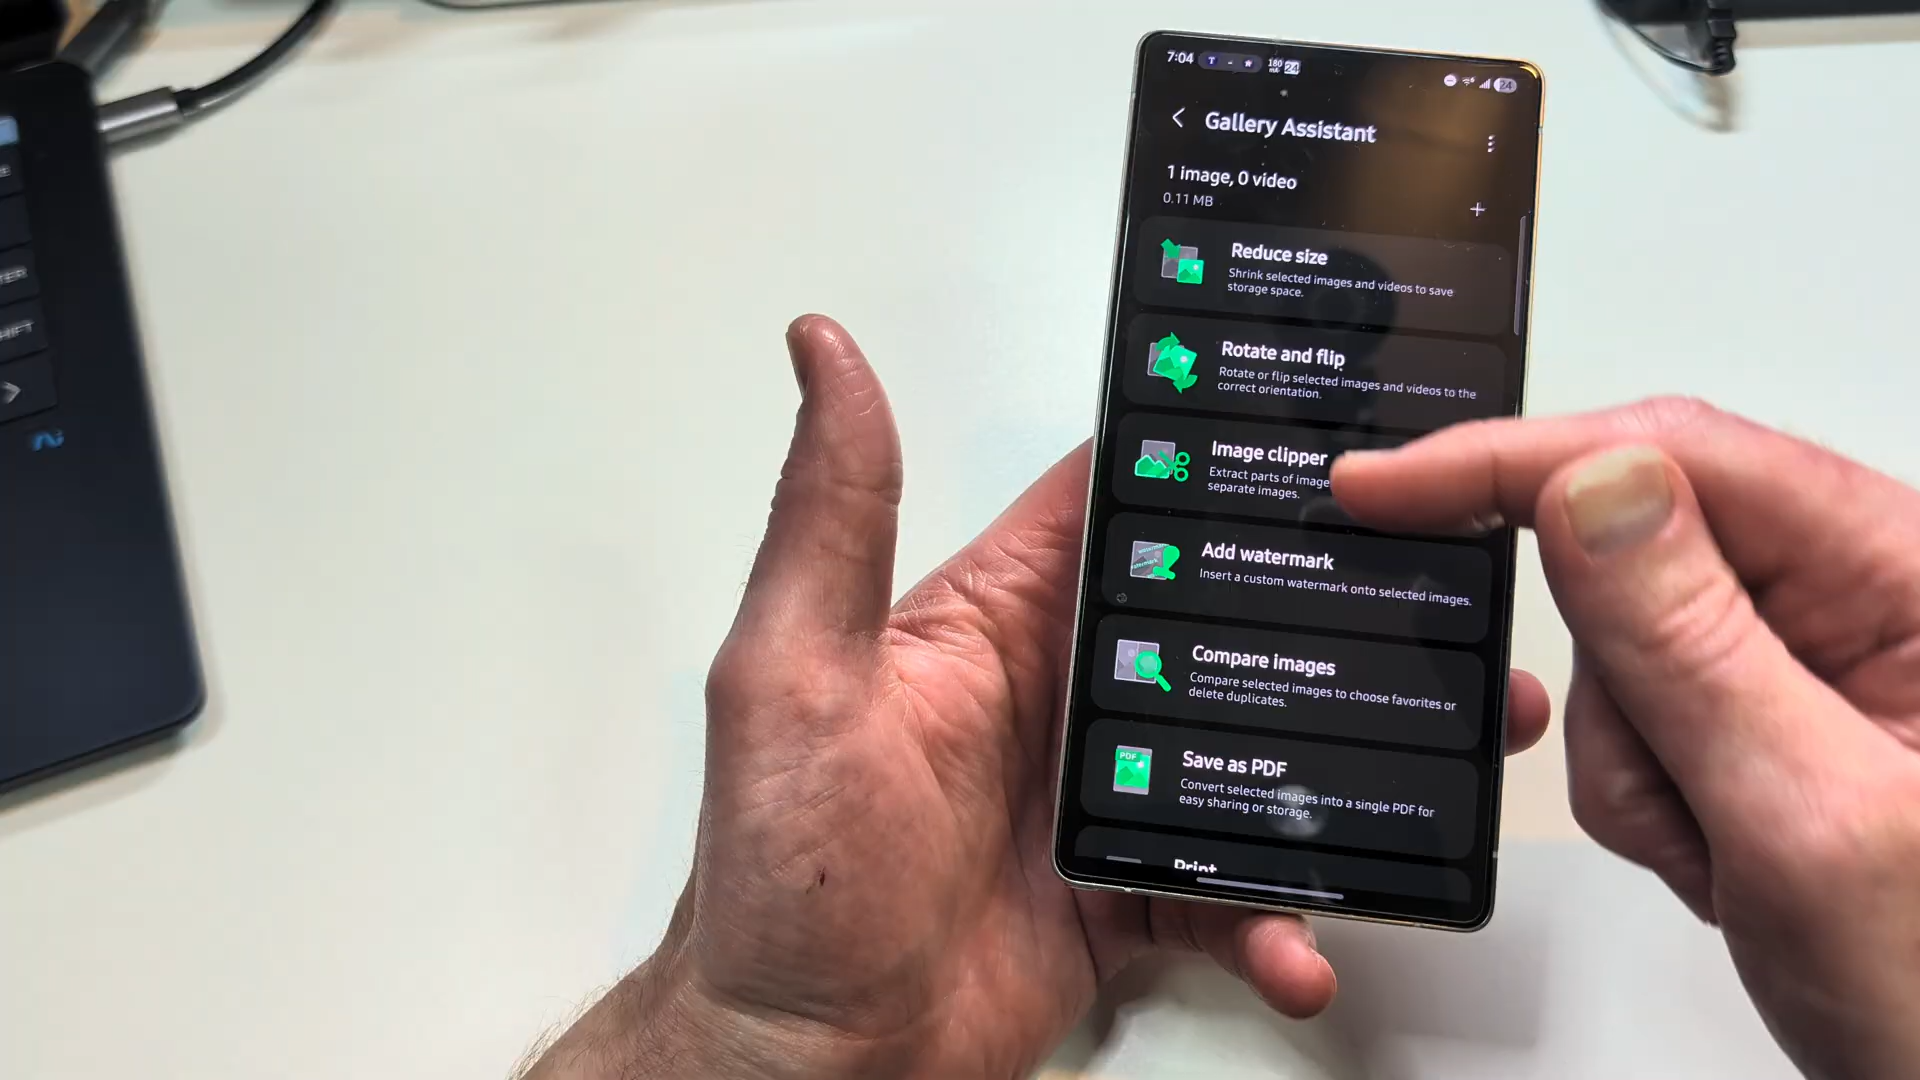 7:04
180
24
24
Gallery Assistant
1 image, 0 video
0.11 MB
+
Reduce size
Shrink selected images and videos to save
storage space.
Rotate and flip
Rotate or flip selected images and videos to the
correct orientation.
Image clipper
Extract parts of image
separate images.
Add watermark
Insert a custom watermark onto selected images.
Compare images
Compare selected images to choose favorites or
delete duplicates.
PDF
Save as PDF
Convert selected images into a single PDF for
easy sharing or storage.
Print